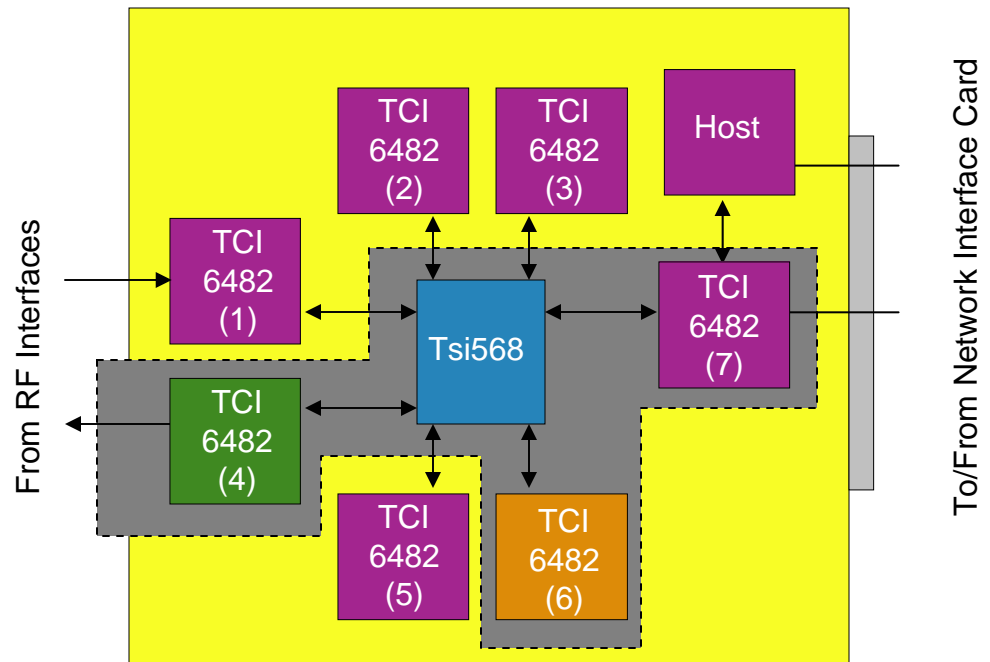 From RF Interfaces
TCI
6482
(1)
TCI
6482
(2)
TCI
6482
(3)
Host
Tsi568
TCI
6482
(7)
TCI
6482
(4)
TCI
6482
(5)
TCI
6482
(6)
To/From Network Interface Card